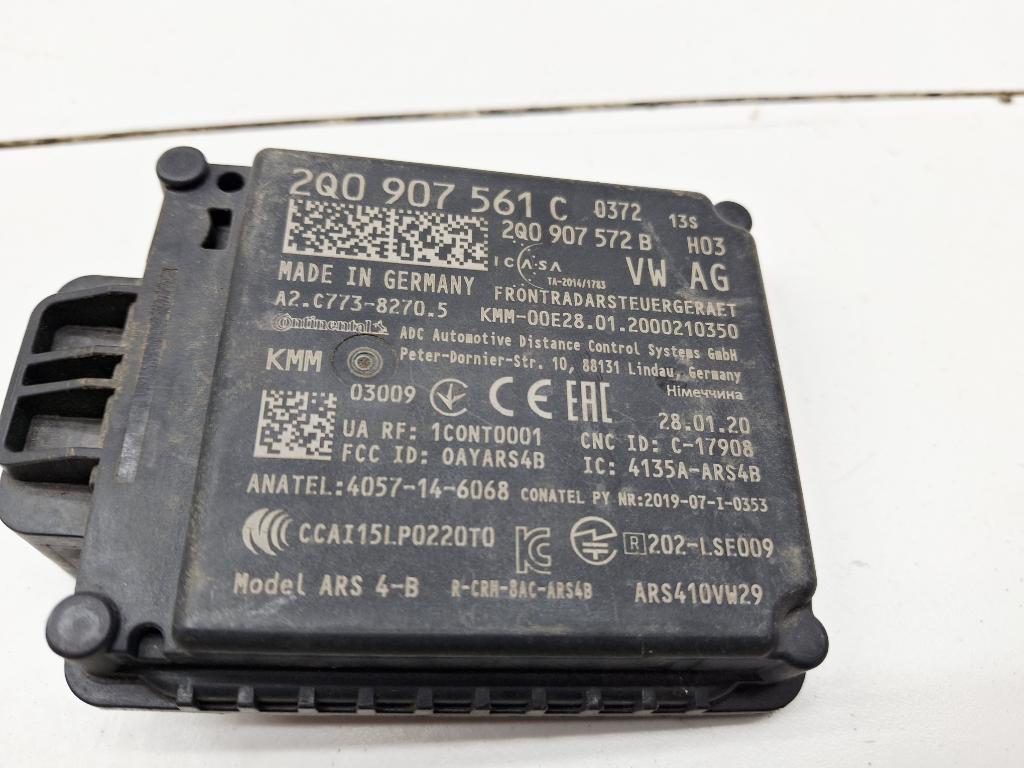 2Q0 907 561 C 0372 13S
2Q0 907 572 B H03
ICASA VW AG
TA-2014/1783
MADE IN GERMANY FRONTRADARSTEUERGERAET
A2.C773-8270.5 KMM-00E28.01.2000210350
Continental ADC Automotive Distance Control Systems GmbH
KMM Peter-Dornier-Str. 10, 88131 Lindau, Germany
Німеччина
03009 CE EAC 28.01.20
UA RF: 1CONT0001 CNC ID: C-17908
FCC ID: OAYARS4B IC: 4135A-ARS4B
ANATEL:4057-14-6068 CONATEL PY NR:2019-07-I-0353
CCAI15LP0220T0 R 202-LSE009
Model ARS 4-B R-CRM-8AC-ARS4B ARS410VW29